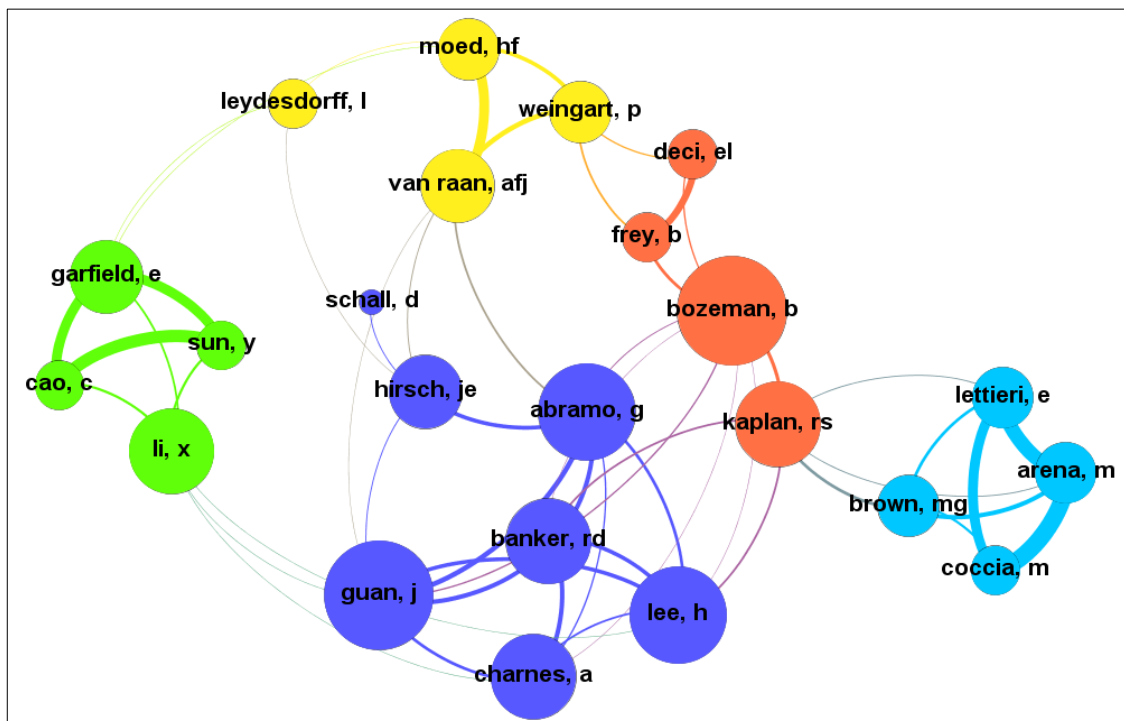 moed, hf
leydesdorff, l
weingart, p
deci, el
van raan, afj
frey, b
garfield, e
schall, d
bozeman, b
sun, y
cao, c
hirsch, je
lettieri, e
abramo, g
kaplan, rs
li, x
arena, m
brown, mg
banker, rd
coccia, m
guan, j
lee, h
charnes, a